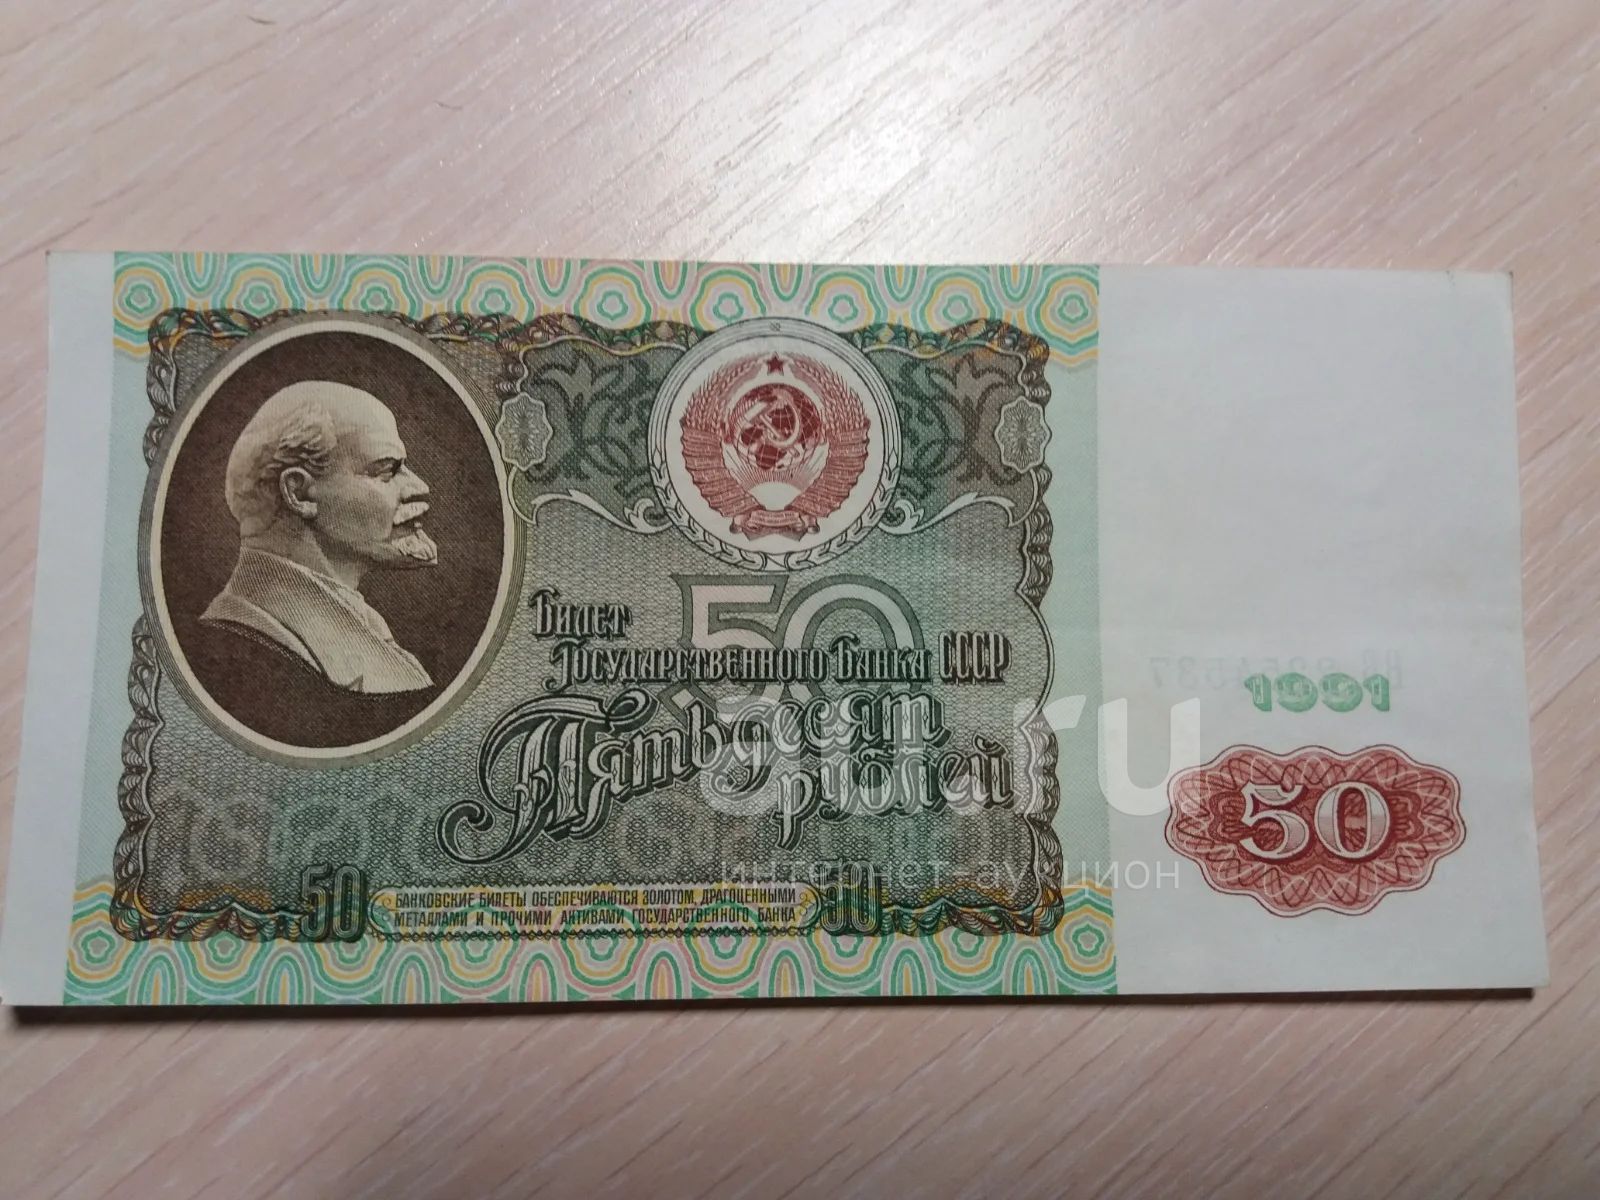 Билет
Государственного Банка СССР
50
Пятьдесят
рублей
1991
50
50
БАНКОВСКИЕ БИЛЕТЫ ОБЕСПЕЧИВАЮТСЯ ЗОЛОТОМ, ДРАГОЦЕННЫМИ
МЕТАЛЛАМИ И ПРОЧИМИ АКТИВАМИ ГОСУДАРСТВЕННОГО БАНКА
50
.ru
интернет-аукцион